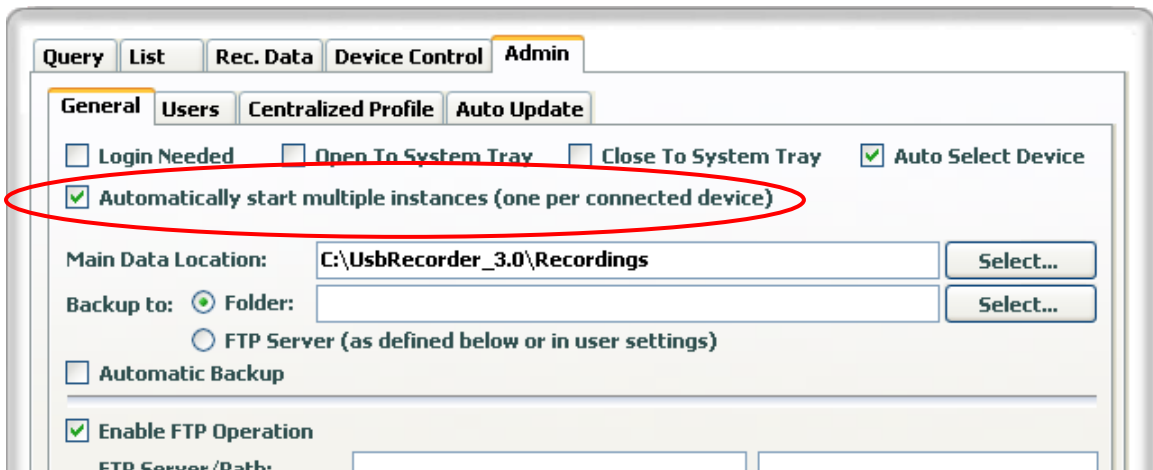 Query List Rec. Data Device Control Admin
General Users Centralized Profile Auto Update
Login Needed Open To System Tray Close To System Tray Auto Select Device
Automatically start multiple instances (one per connected device)
Main Data Location: C:\UsbRecorder_3.0\Recordings Select...
Backup to: Folder: Select...
FTP Server (as defined below or in user settings)
Automatic Backup
Enable FTP Operation
FTP Server/Path: